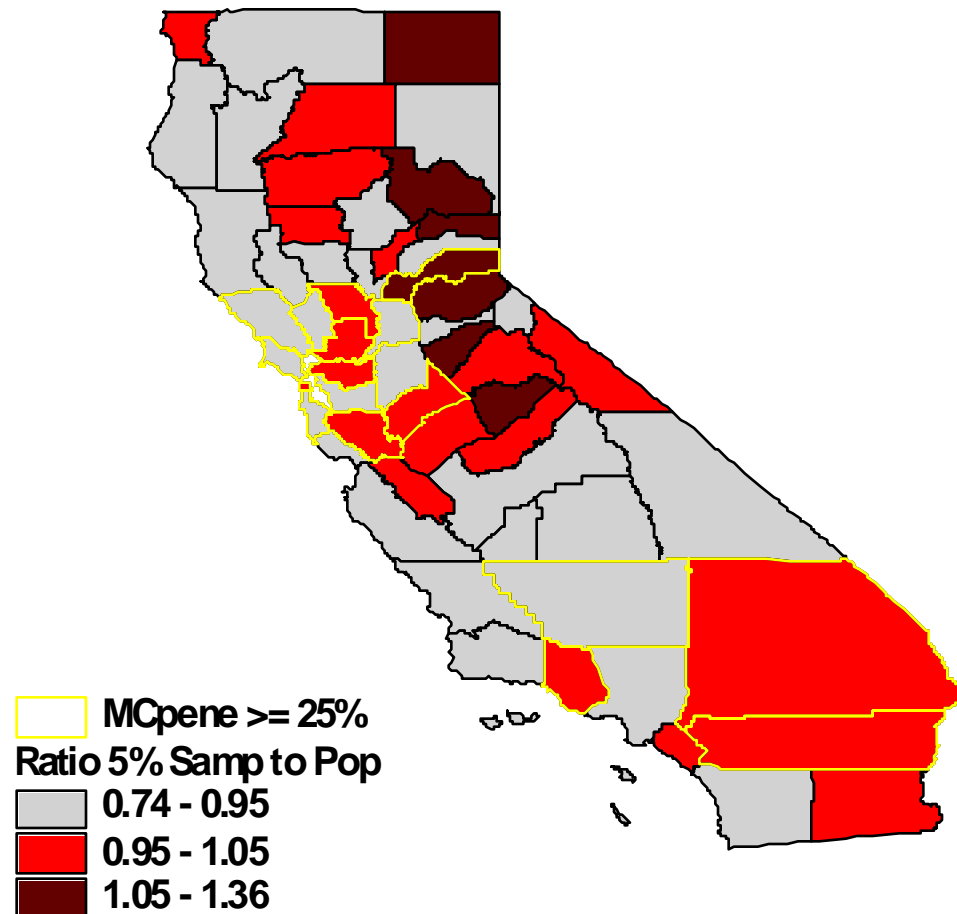 MCpene >= 25%
Ratio 5% Samp to Pop
0.74 - 0.95
0.95 - 1.05
1.05 - 1.36